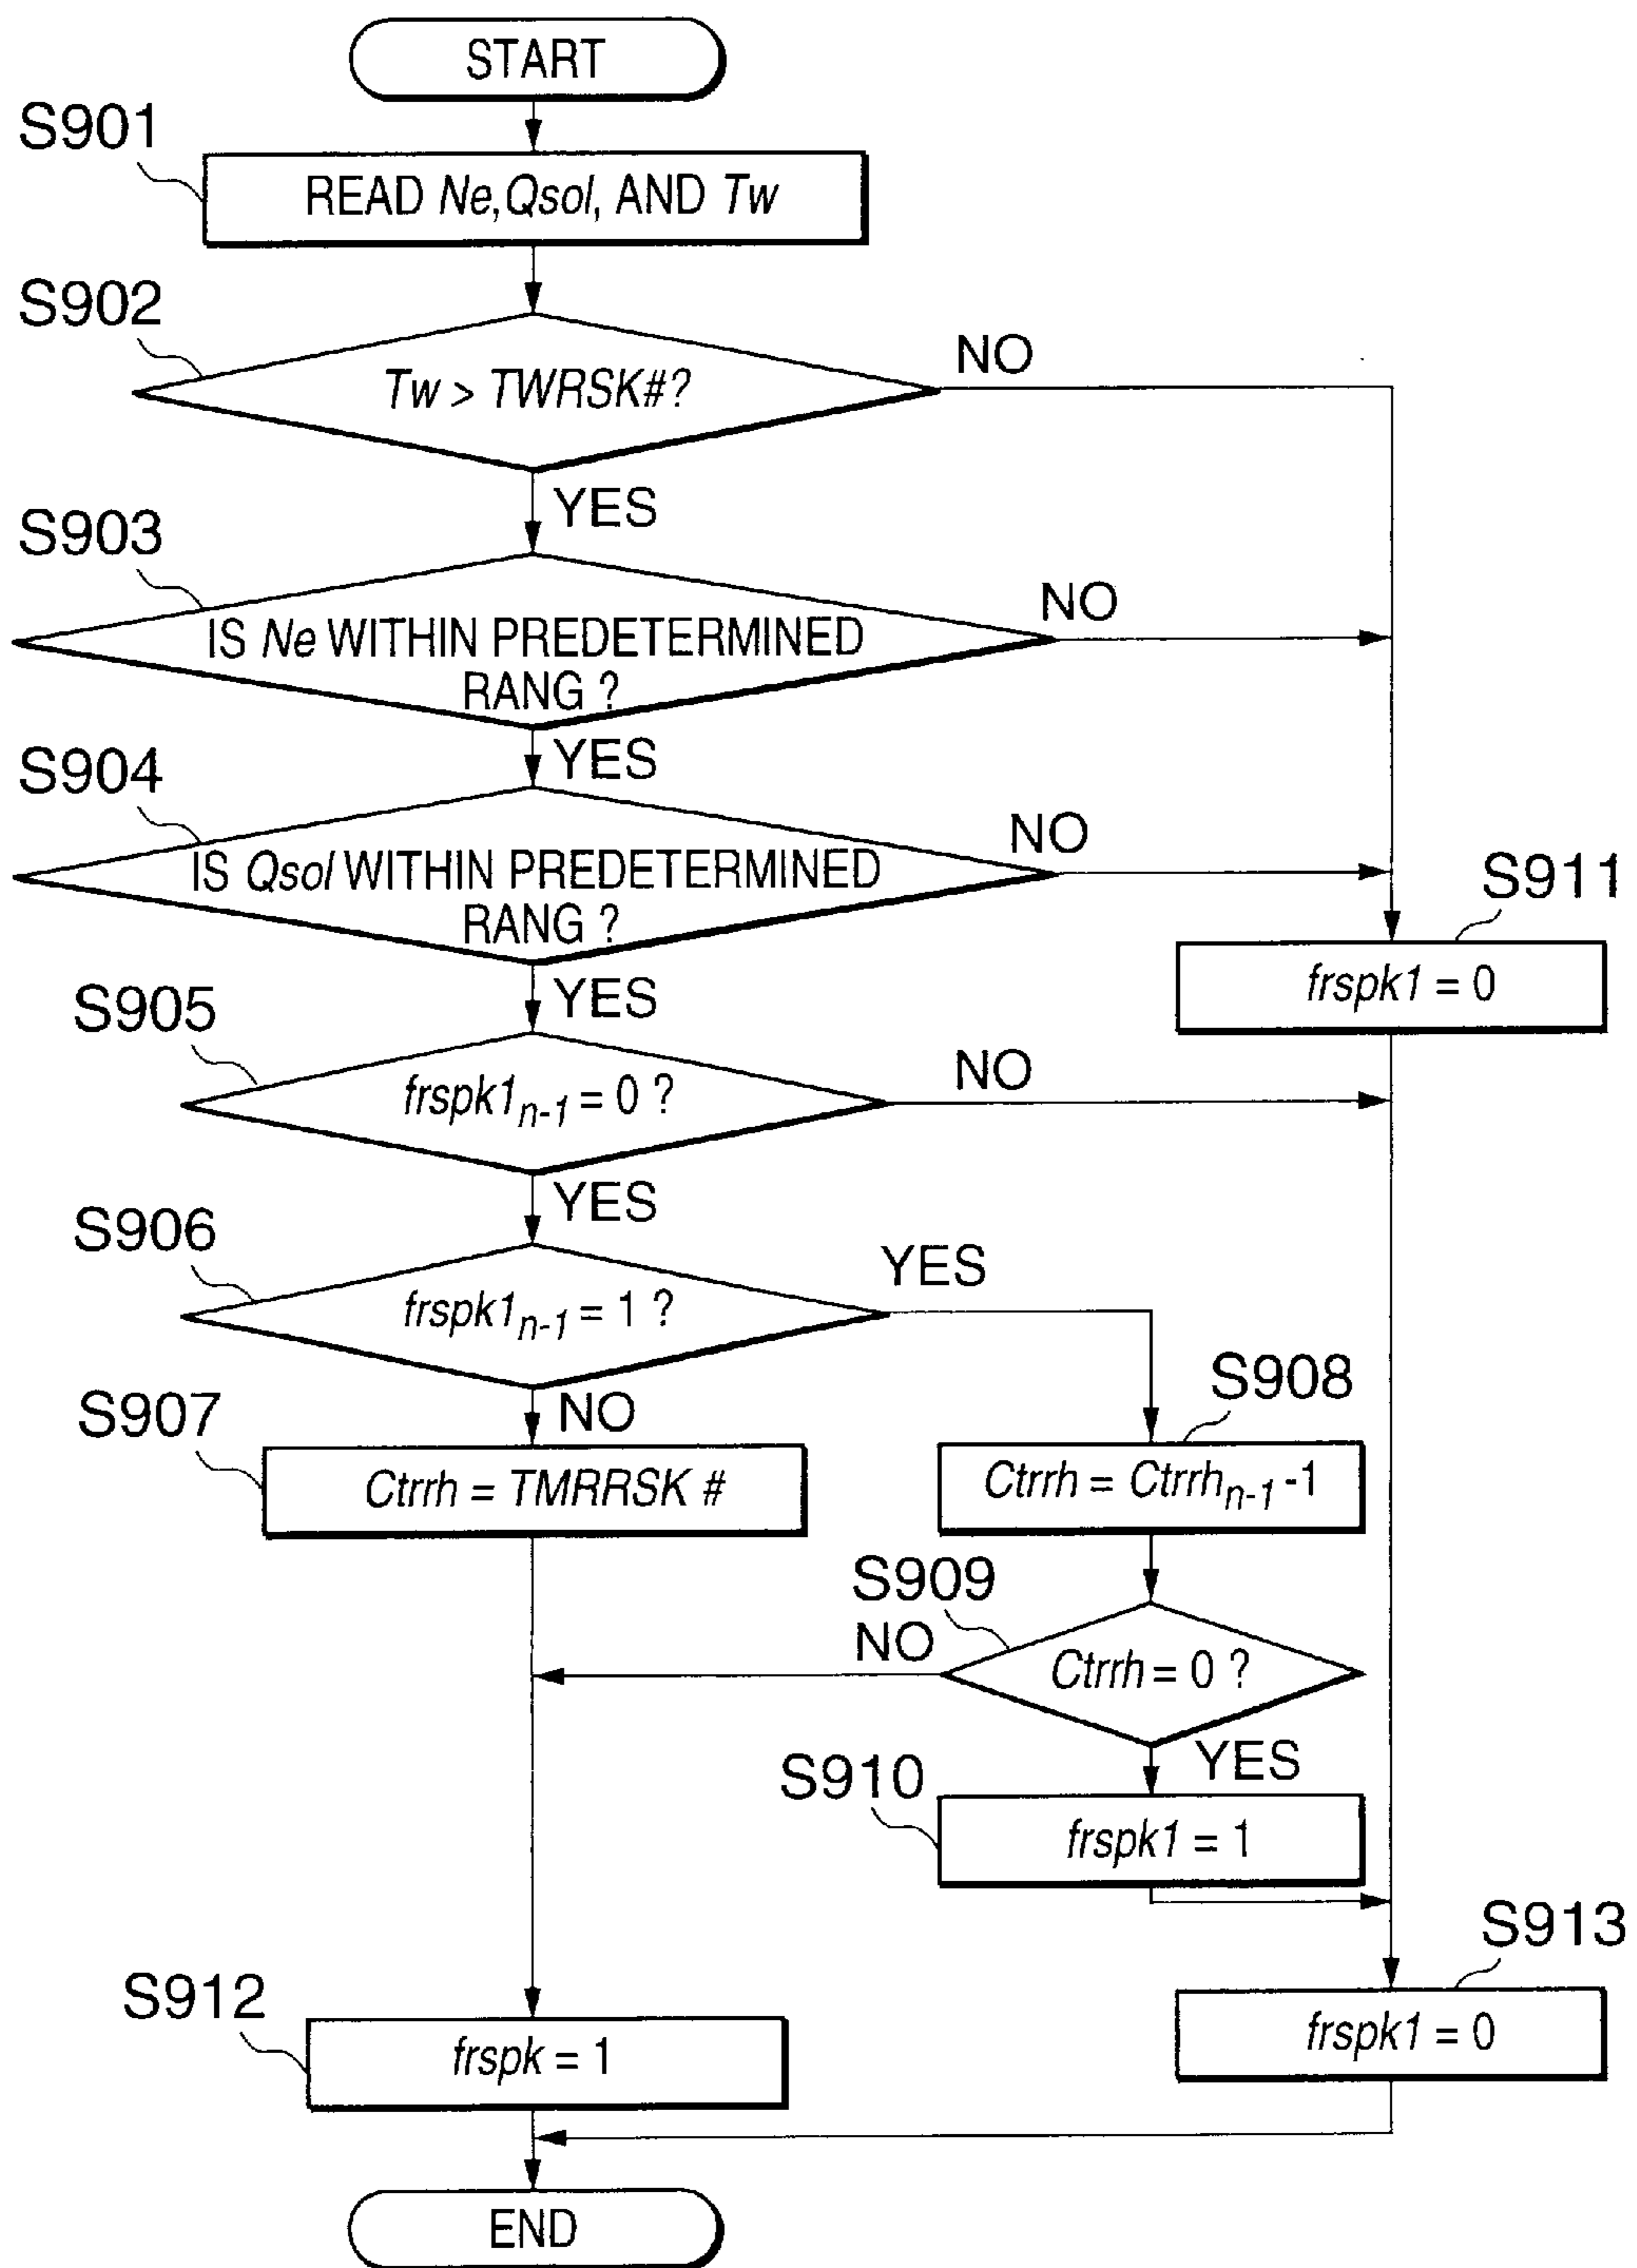 START
S901
READ Ne,Qsol, AND Tw
S902
Tw > TWRSK#?
NO
YES
S903
IS Ne WITHIN PREDETERMINED
RANG ?
NO
YES
S904
IS Qsol WITHIN PREDETERMINED
RANG ?
NO
S911
frspk1 = 0
YES
S905
frspk1n-1 = 0 ?
NO
YES
S906
frspk1n-1 = 1 ?
YES
NO
S907
Ctrrh = TMRRSK #
S908
Ctrrh = Ctrrhn-1 -1
S909
NO
Ctrrh = 0 ?
YES
S910
frspk1 = 1
S913
frspk1 = 0
S912
frspk = 1
END